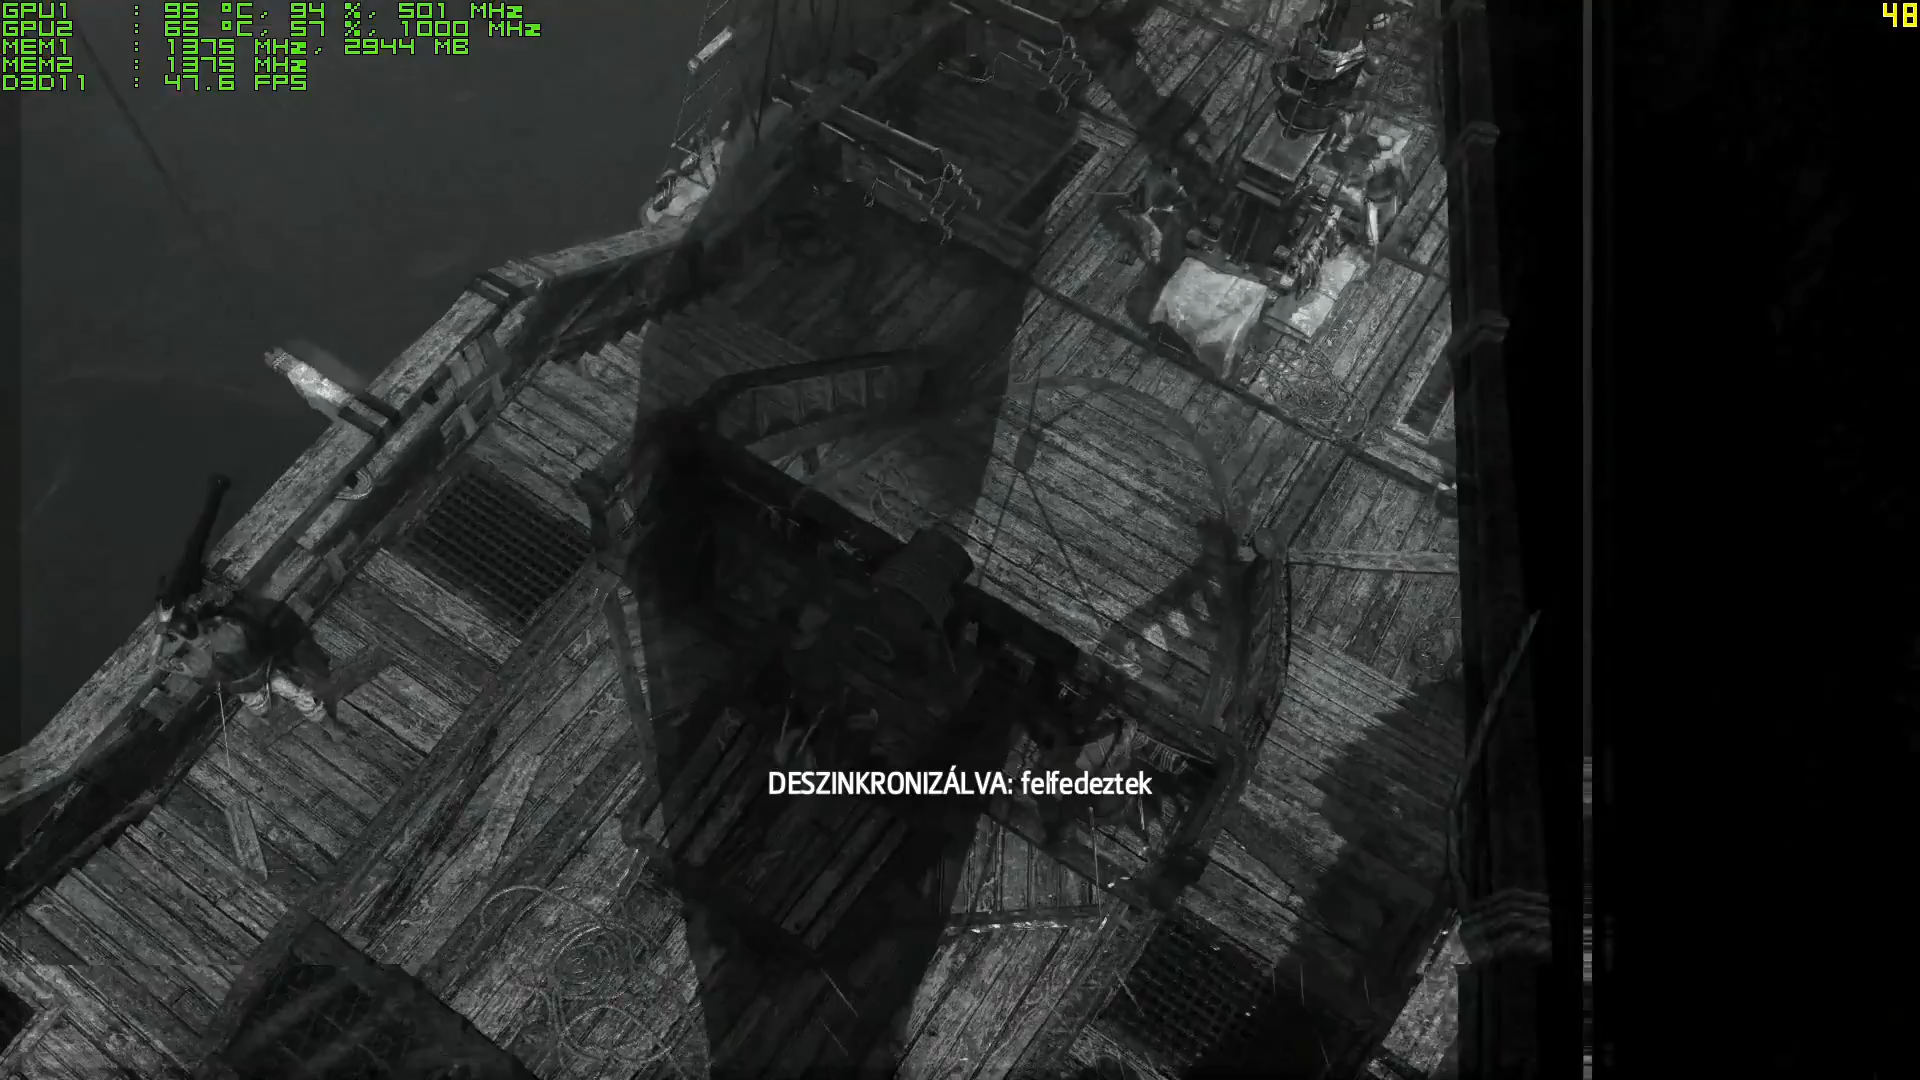 GPU1 : 95 °C, 94 %, 501 MHz
GPU2 : 65 °C, 57 %, 1000 MHz
MEM1 : 1375 MHz, 2944 MB
MEM2 : 1375 MHz
D3D11 : 47.6 FPS
48
DESZINKRONIZÁLVA: felfedeztek